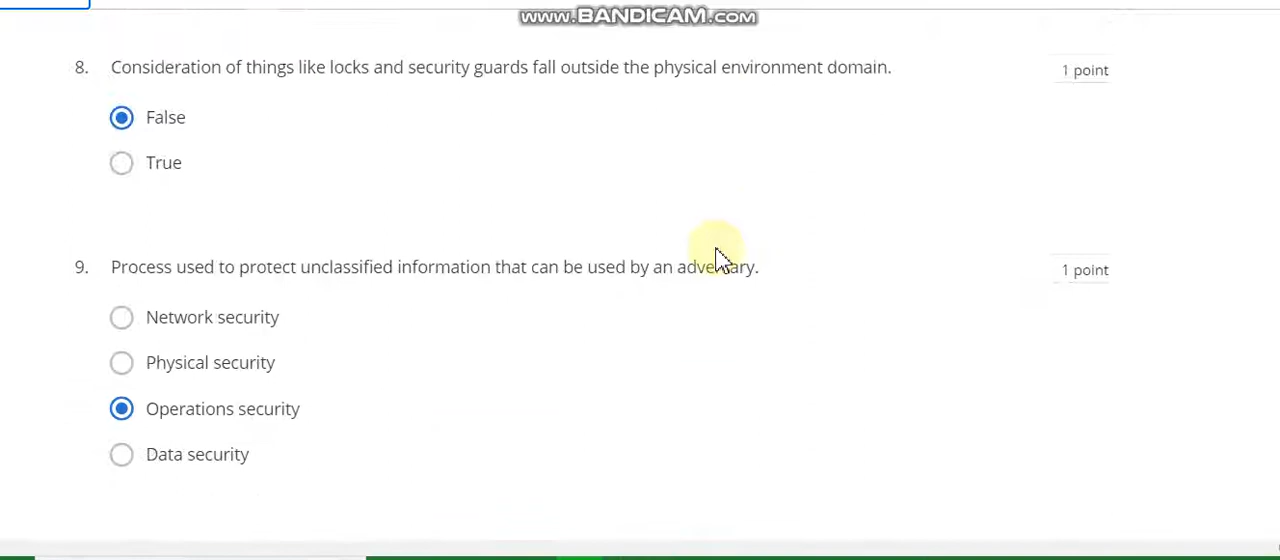 www.BANDICAM.com
8. Consideration of things like locks and security guards fall outside the physical environment domain. 1 point
False
True
9. Process used to protect unclassified information that can be used by an adversary. 1 point
Network security
Physical security
Operations security
Data security